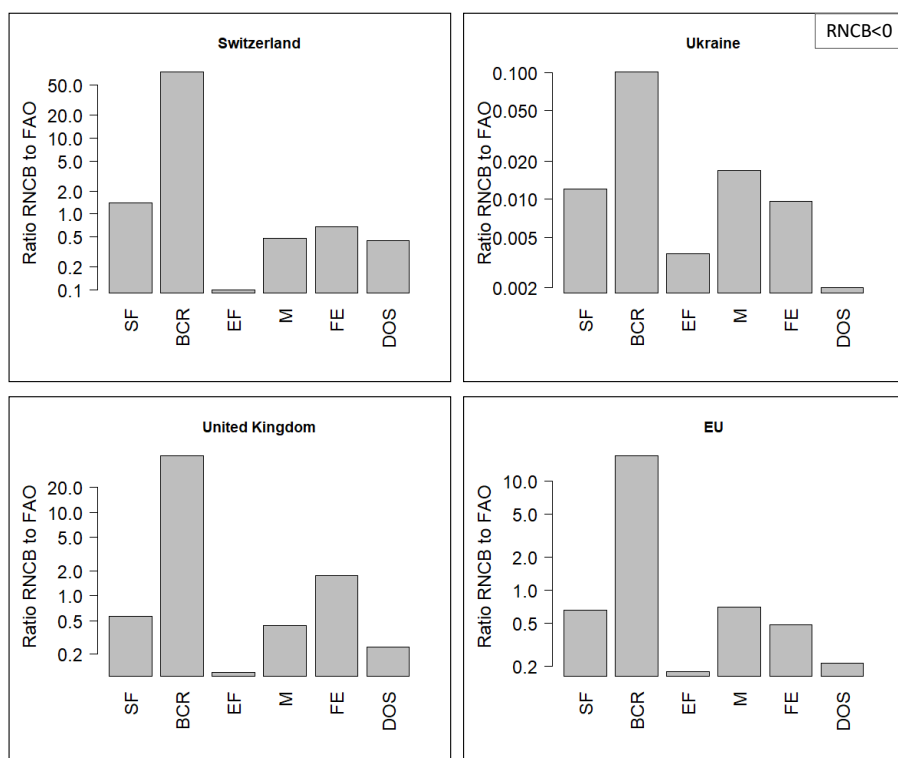 Switzerland
Ratio RNCB to FAO
50.0
20.0
10.0
5.0
2.0
1.0
0.5
0.2
0.1
SF
BCR
EF
M
FE
DOS
Ukraine
RNCB<0
Ratio RNCB to FAO
0.100
0.050
0.020
0.010
0.005
0.002
SF
BCR
EF
M
FE
DOS
United Kingdom
Ratio RNCB to FAO
20.0
10.0
5.0
2.0
1.0
0.5
0.2
SF
BCR
EF
M
FE
DOS
EU
Ratio RNCB to FAO
10.0
5.0
2.0
1.0
0.5
0.2
SF
BCR
EF
M
FE
DOS